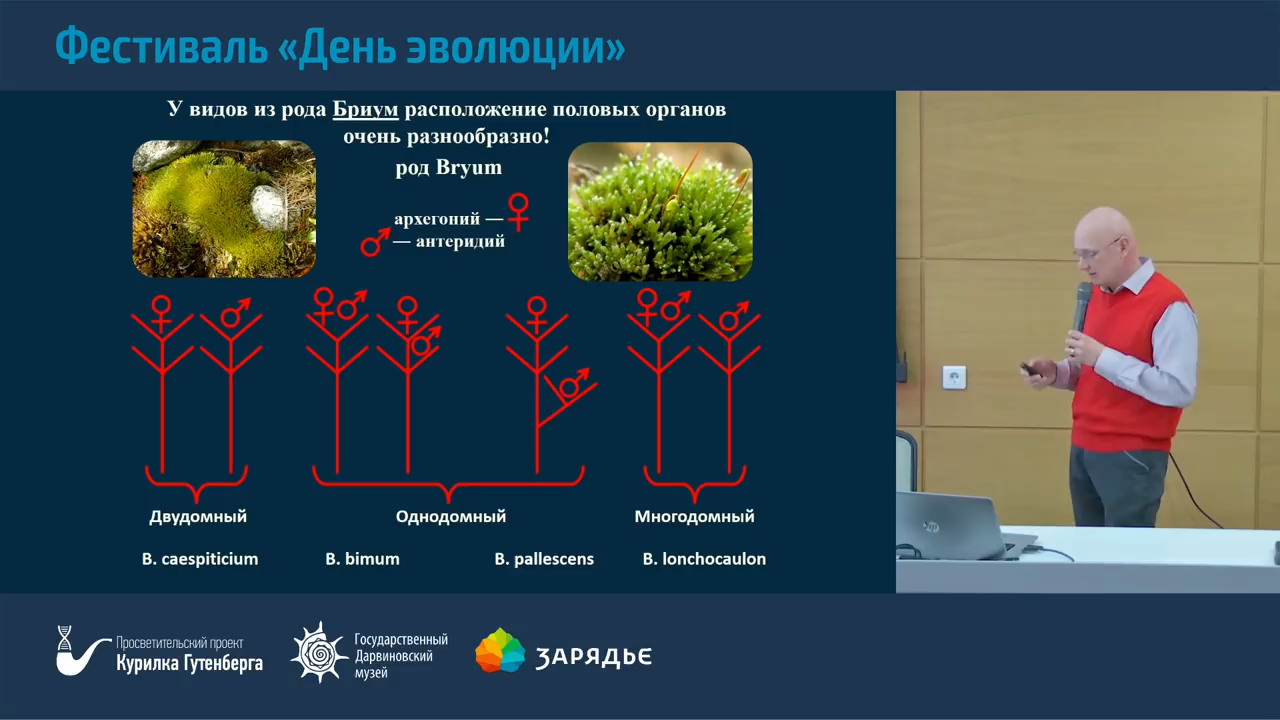 Фестиваль «День эволюции»
У видов из рода Бриум расположение половых органов
очень разнообразно!
род Bryum
архегоний — ♀
♂ — антеридий
♀ ♂ ♀♂ ♀ ♂ ♀ ♂ ♀♂ ♂
Двудомный Однодомный Многодомный
B. caespiticium B. bimum B. pallescens B. lonchocaulon
Просветительский проект
Курилка Гутенберга
Государственный
Дарвиновский
музей
ЗАРЯДЬЕ
hp